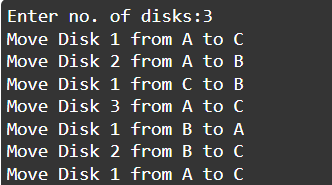 Enter no. of disks:3
Move Disk 1 from A to C
Move Disk 2 from A to B
Move Disk 1 from C to B
Move Disk 3 from A to C
Move Disk 1 from B to A
Move Disk 2 from B to C
Move Disk 1 from A to C